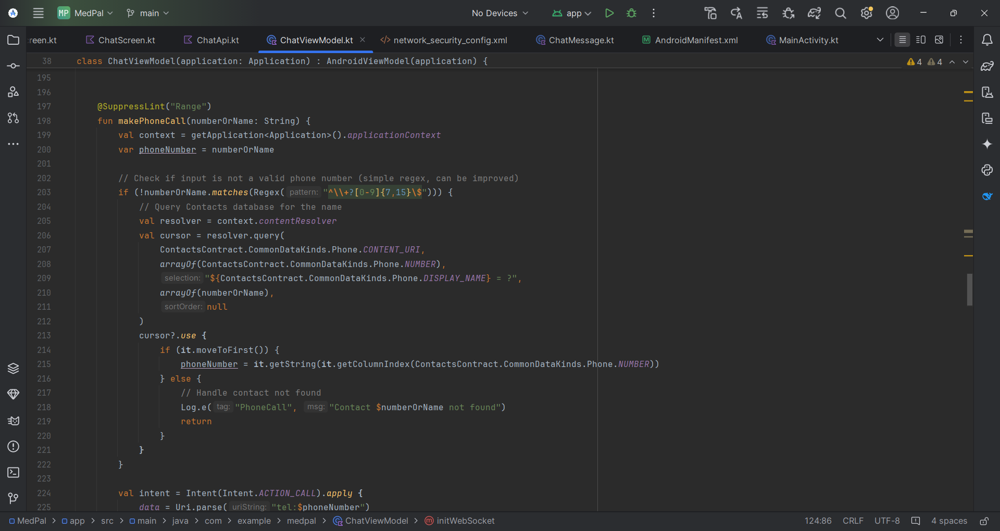 MP MedPal main No Devices app
reen.kt ChatScreen.kt ChatApi.kt ChatViewModel.kt network_security_config.xml ChatMessage.kt AndroidManifest.xml MainActivity.kt
38 class ChatViewModel(application: Application) : AndroidViewModel(application) { 4 4
195
196
197 @SuppressLint("Range")
198 fun makePhoneCall(numberOrName: String) {
199 val context = getApplication<Application>().applicationContext
200 var phoneNumber = numberOrName
201
202 // Check if input is not a valid phone number (simple regex, can be improved)
203 if (!numberOrName.matches(Regex( pattern: "^\\+?[0-9]{7,15}\$"))) {
204 // Query Contacts database for the name
205 val resolver = context.contentResolver
206 val cursor = resolver.query(
207 ContactsContract.CommonDataKinds.Phone.CONTENT_URI,
208 arrayOf(ContactsContract.CommonDataKinds.Phone.NUMBER),
209 selection: "${ContactsContract.CommonDataKinds.Phone.DISPLAY_NAME} = ?",
210 arrayOf(numberOrName),
211 sortOrder: null
212 )
213 cursor?.use {
214 if (it.moveToFirst()) {
215 phoneNumber = it.getString(it.getColumnIndex(ContactsContract.CommonDataKinds.Phone.NUMBER))
216 } else {
217 // Handle contact not found
218 Log.e( tag: "PhoneCall", msg: "Contact $numberOrName not found")
219 return
220 }
221 }
222 }
223
224 val intent = Intent(Intent.ACTION_CALL).apply {
225 data = Uri.parse( uriString: "tel:$phoneNumber")
MedPal > app > src > main > java > com > example > medpal > ChatViewModel > m initWebSocket 124:86 CRLF UTF-8 4 spaces